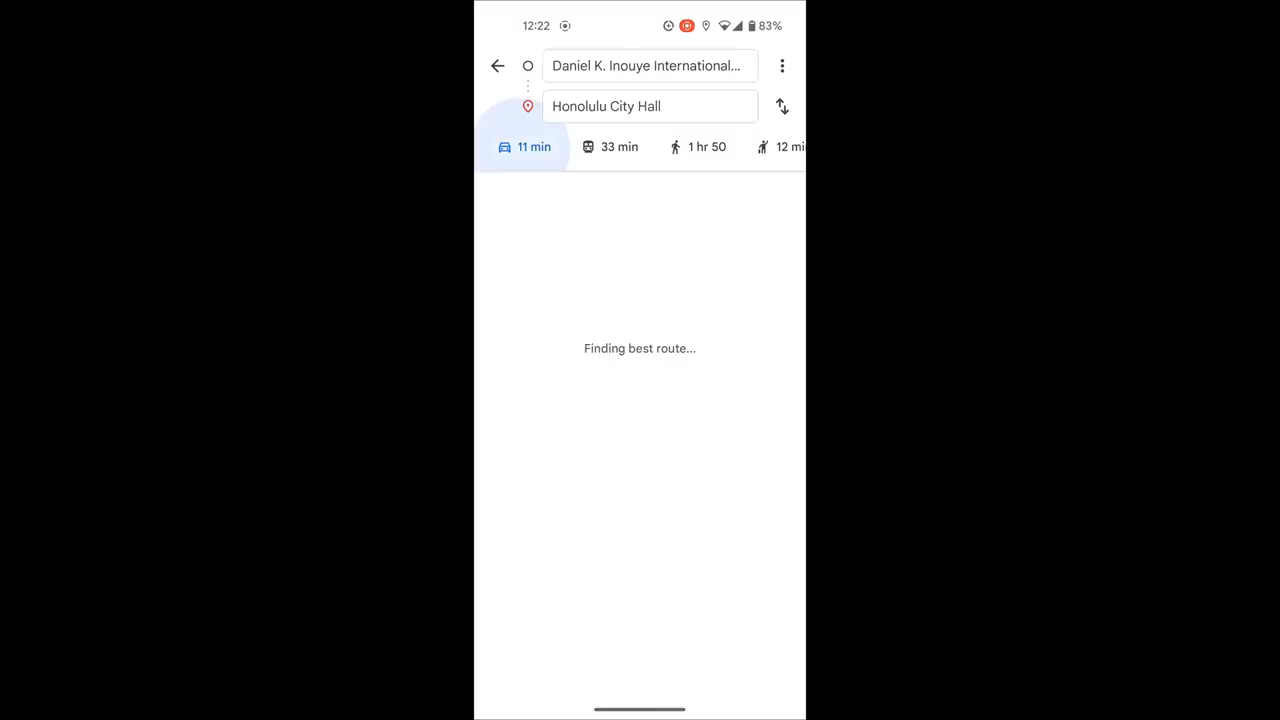 12:22 83%
Daniel K. Inouye International...
Honolulu City Hall
11 min 33 min 1 hr 50 12
Finding best route...